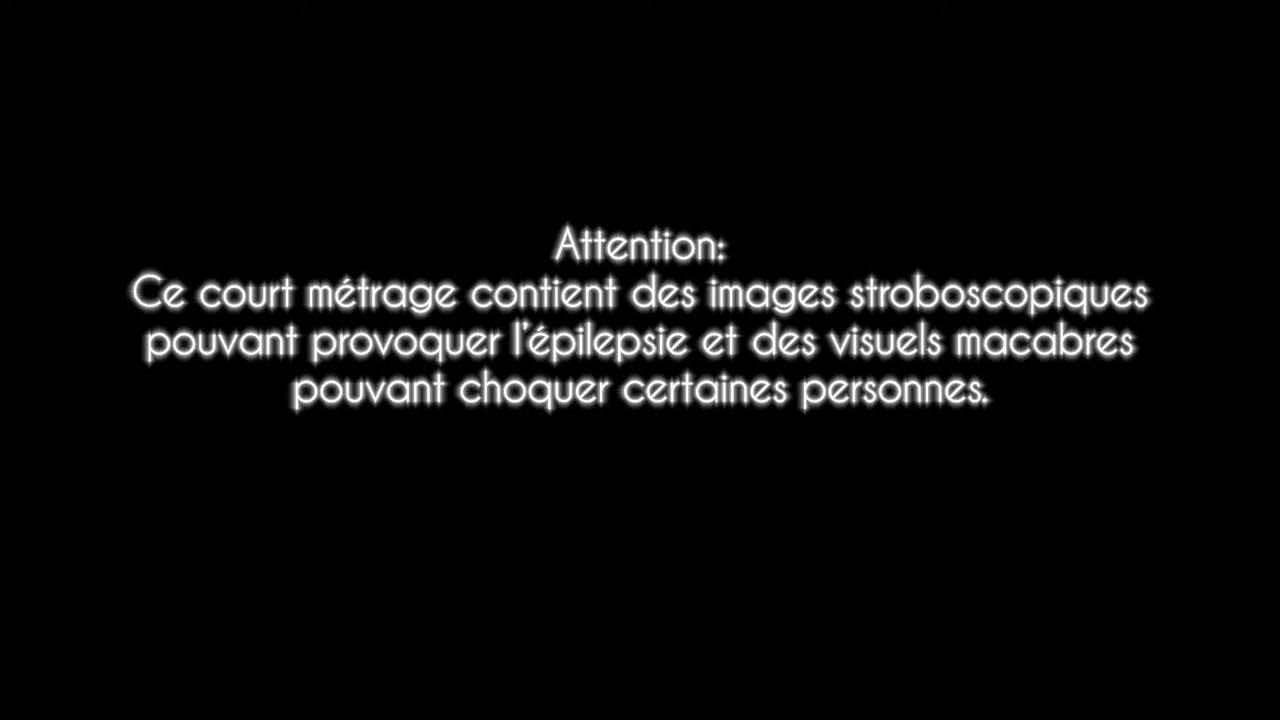 Attention:
Ce court métrage contient des images stroboscopiques
pouvant provoquer l'épilepsie et des visuels macabres
pouvant choquer certaines personnes.